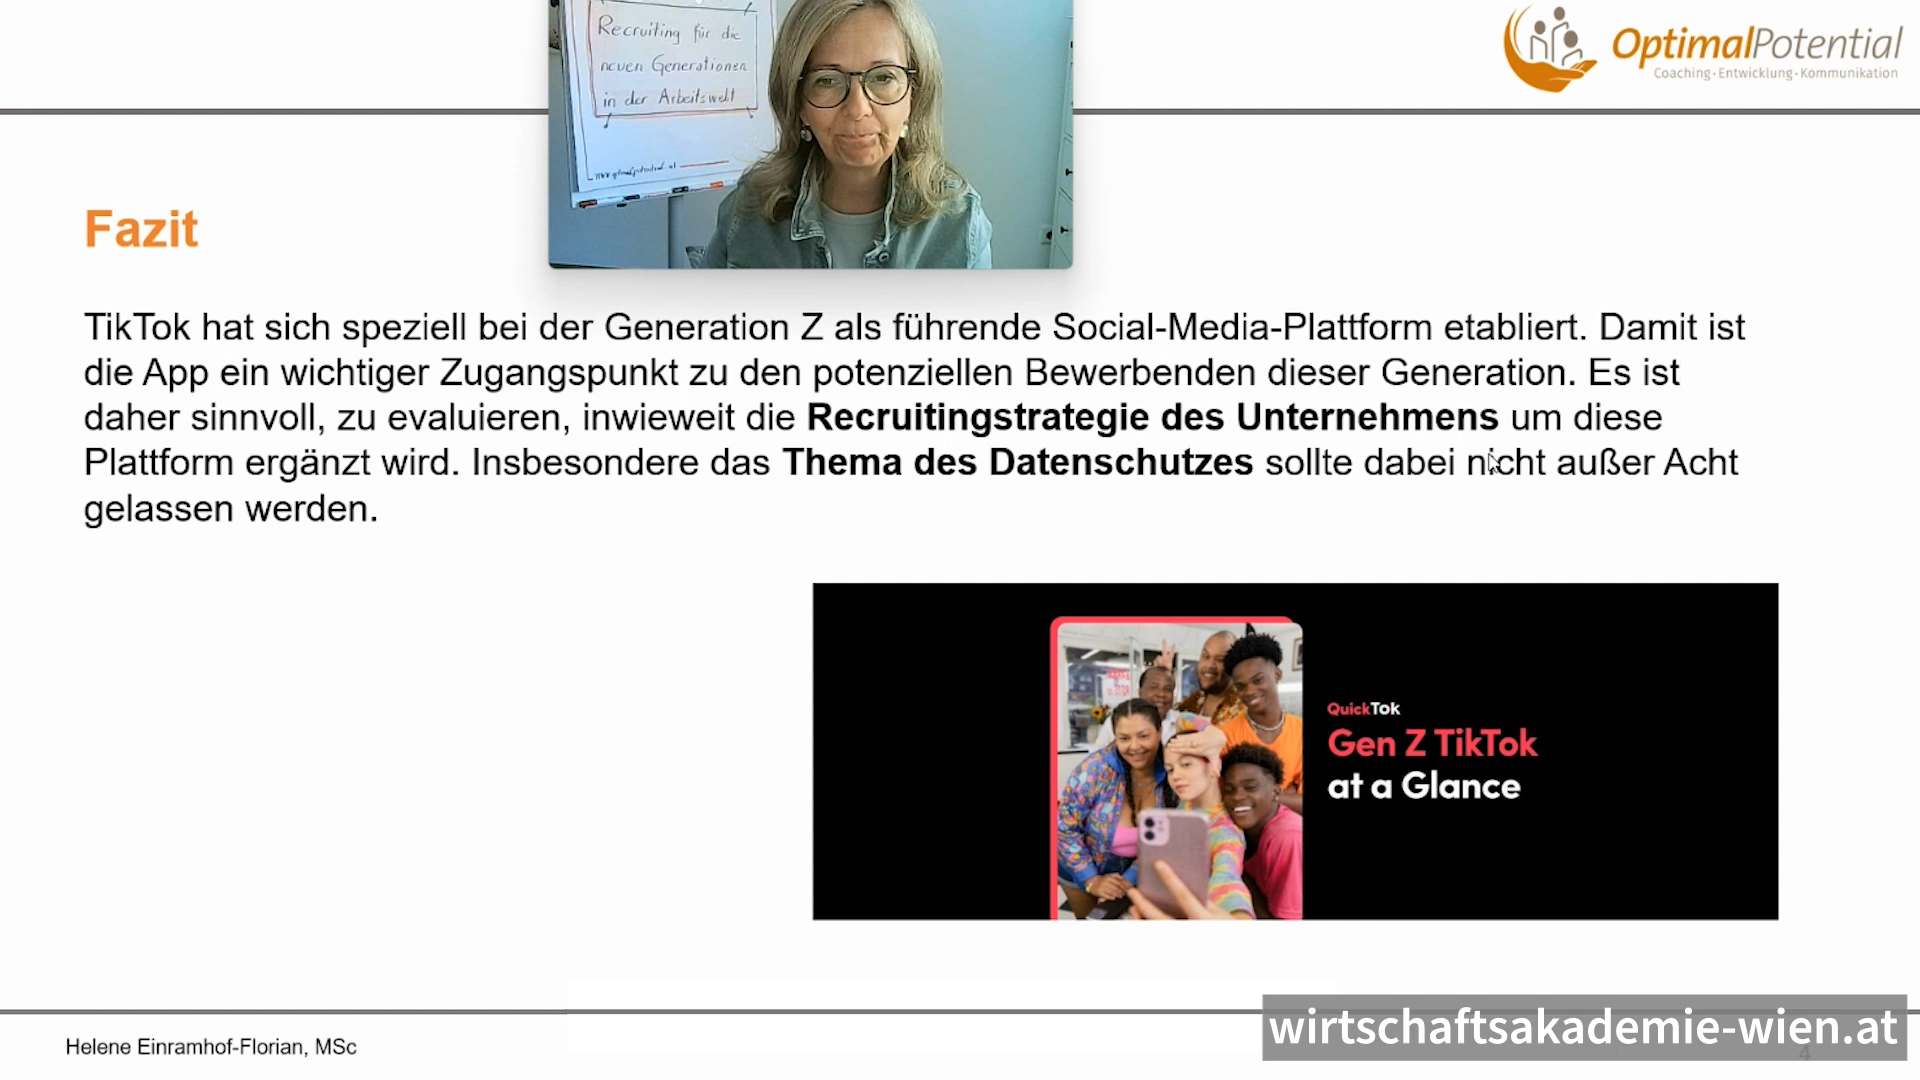 Recruiting für die
neuen Generationen
in der Arbeitswelt
www.optimalpotential.at
OptimalPotential
Coaching·Entwicklung·Kommunikation
Fazit
TikTok hat sich speziell bei der Generation Z als führende Social-Media-Plattform etabliert. Damit ist
die App ein wichtiger Zugangspunkt zu den potenziellen Bewerbenden dieser Generation. Es ist
daher sinnvoll, zu evaluieren, inwieweit die Recruitingstrategie des Unternehmens um diese
Plattform ergänzt wird. Insbesondere das Thema des Datenschutzes sollte dabei nicht außer Acht
gelassen werden.
QuickTok
Gen Z TikTok
at a Glance
Helene Einramhof-Florian, MSc
wirtschaftsakademie-wien.at
4